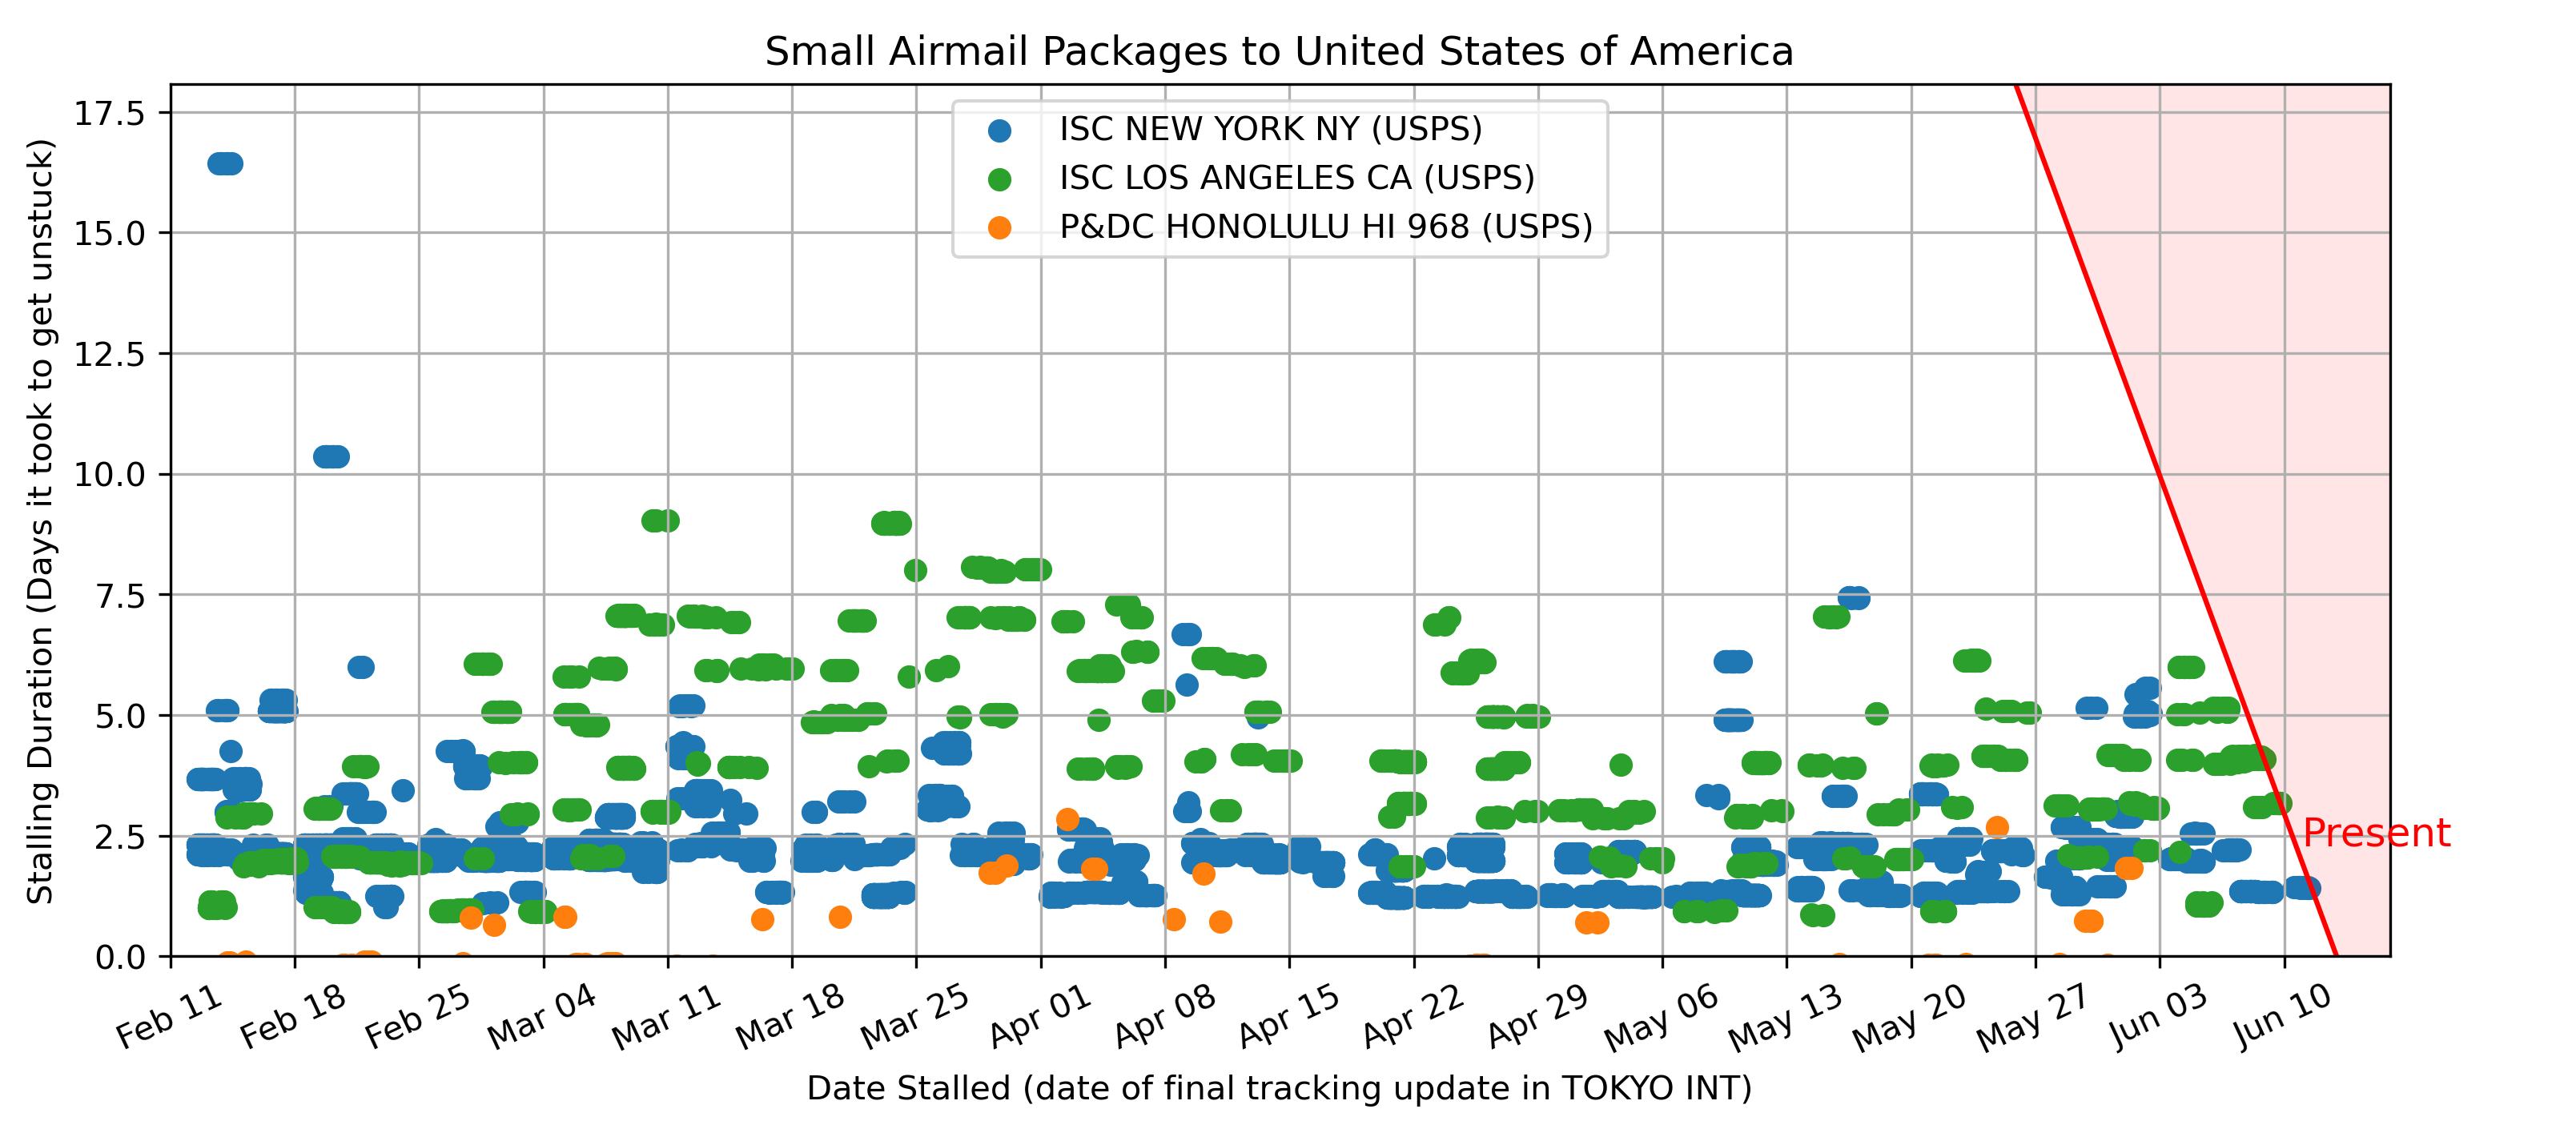 Small Airmail Packages to United States of America
ISC NEW YORK NY (USPS)
ISC LOS ANGELES CA (USPS)
P&DC HONOLULU HI 968 (USPS)
Stalling Duration (Days it took to get unstuck)
17.5
15.0
12.5
10.0
7.5
5.0
2.5
0.0
Present
Feb 11
Feb 18
Feb 25
Mar 04
Mar 11
Mar 18
Mar 25
Apr 01
Apr 08
Apr 15
Apr 22
Apr 29
May 06
May 13
May 20
May 27
Jun 03
Jun 10
Date Stalled (date of final tracking update in TOKYO INT)